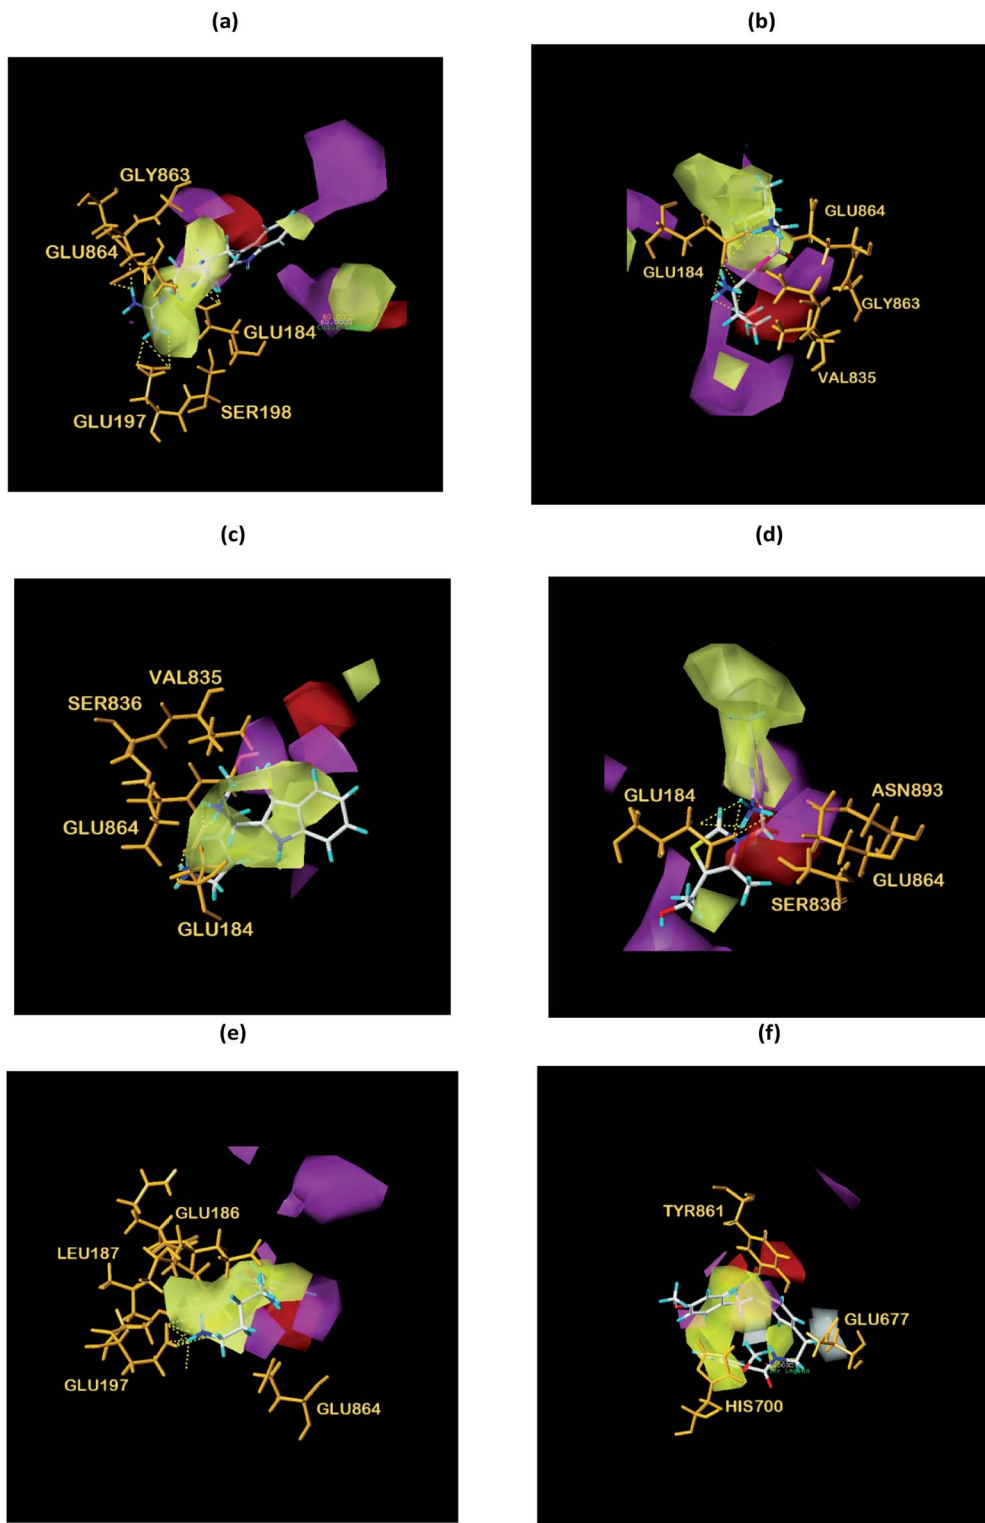 (a)
(b)
GLY863
GLU864
GLU184
GLU197
SER198
GLU864
GLU184
GLY863
VAL835
(c)
(d)
VAL835
SER836
GLU864
GLU184
GLU184
ASN893
GLU864
SER836
(e)
(f)
GLU186
LEU187
GLU197
GLU864
TYR861
GLU677
HIS700